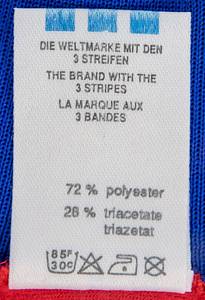 DIE WELTMARKE MIT DEN
3 STREIFEN
THE BRAND WITH THE
3 STRIPES
LA MARQUE AUX
3 BANDES
72 % polyester
28 % triacetate
triazetat
85F
30C